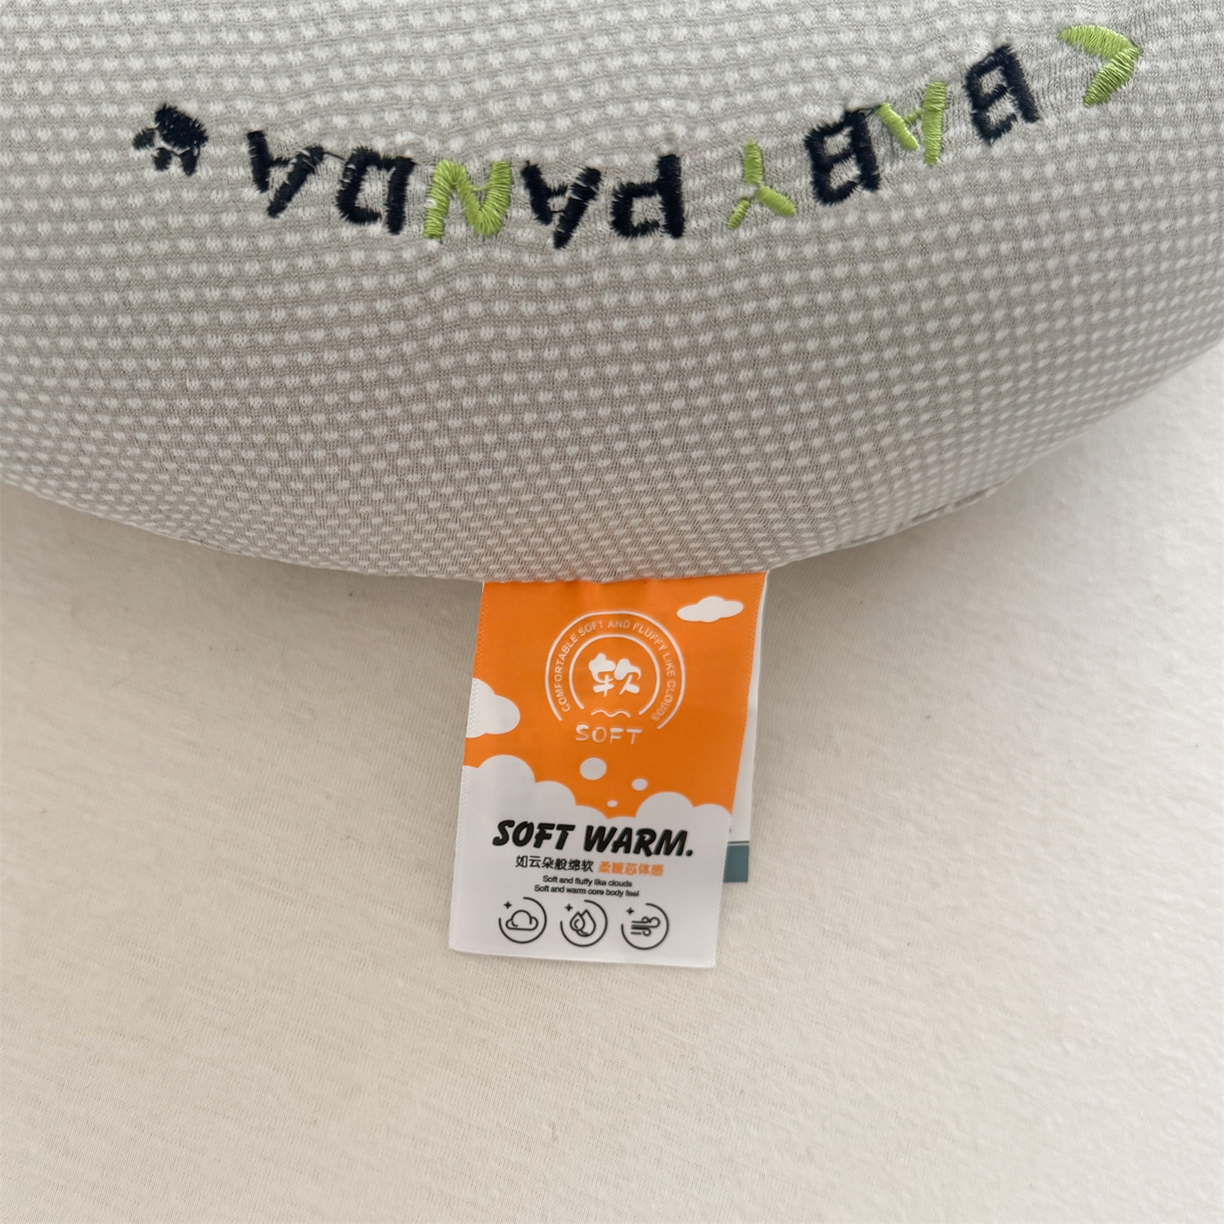 BABY PANDA
COMFORTABLE SOFT AND FLUFFY LIKE CLOUDS
软
SOFT
SOFT WARM.
如云朵般绵软 柔暖芯体感
Soft and fluffy like clouds
Soft and warm core body feel